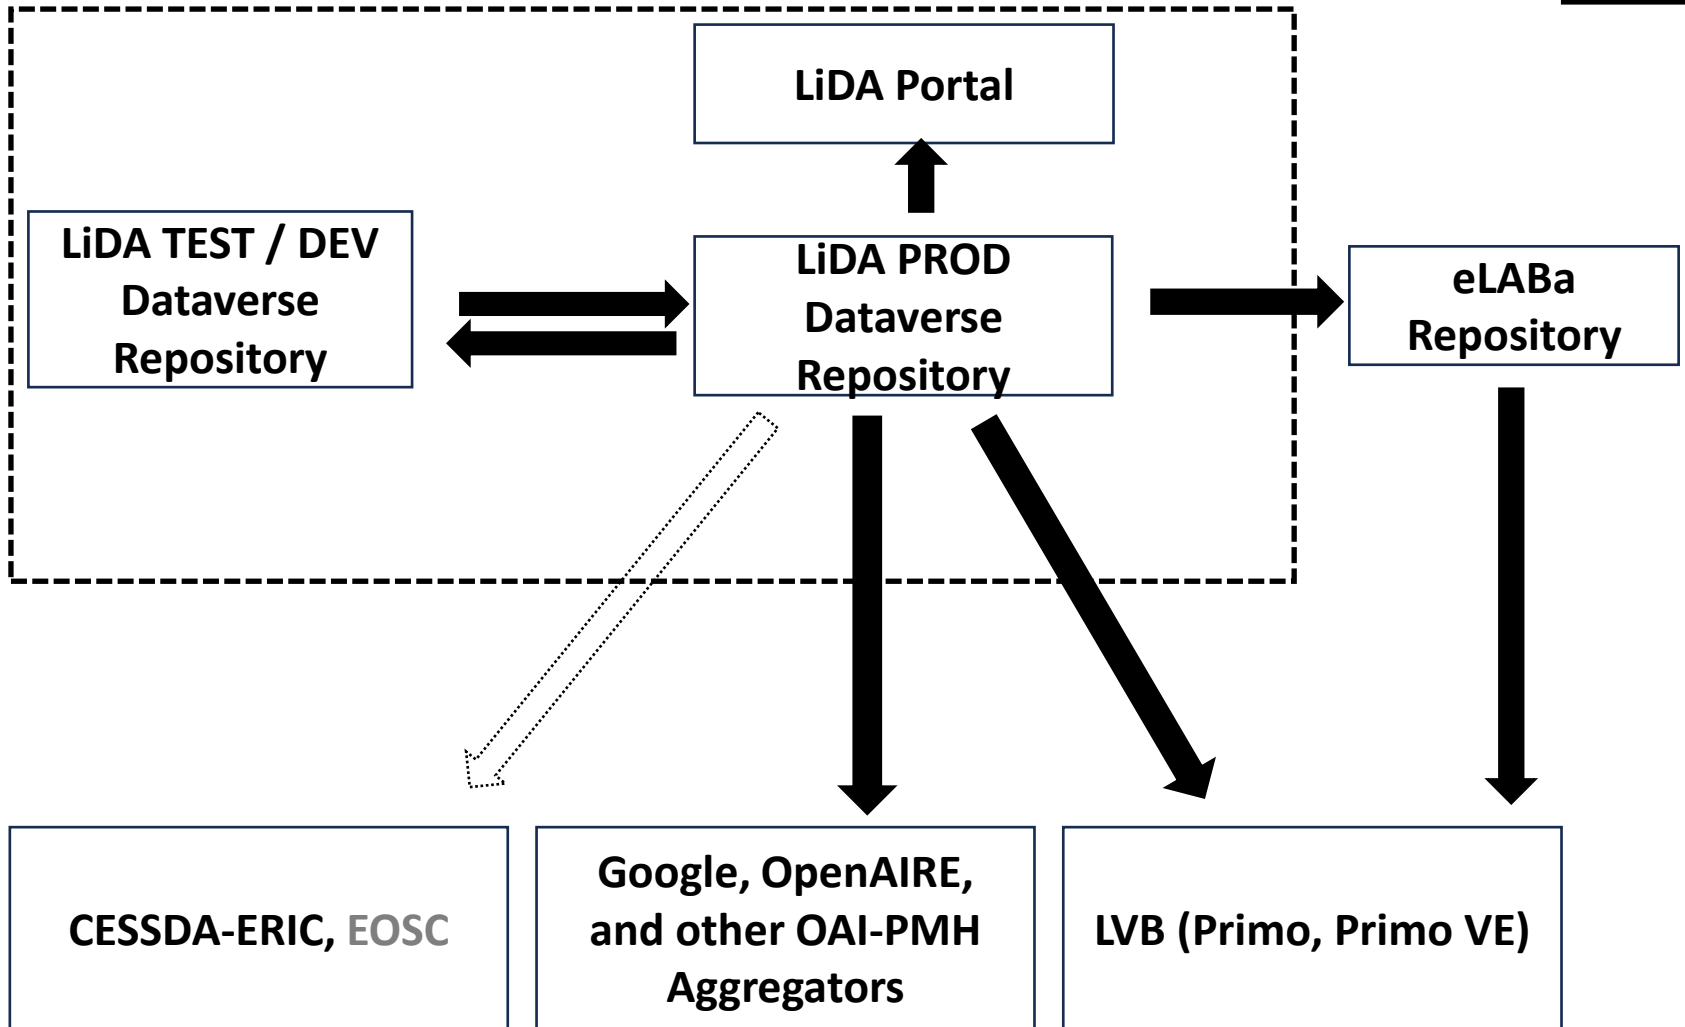 LiDA Portal
LiDA TEST / DEV
Dataverse
Repository
LiDA PROD
Dataverse
Repository
eLABa
Repository
CESSDA-ERIC, EOSC
Google, OpenAIRE,
and other OAI-PMH
Aggregators
LVB (Primo, Primo VE)